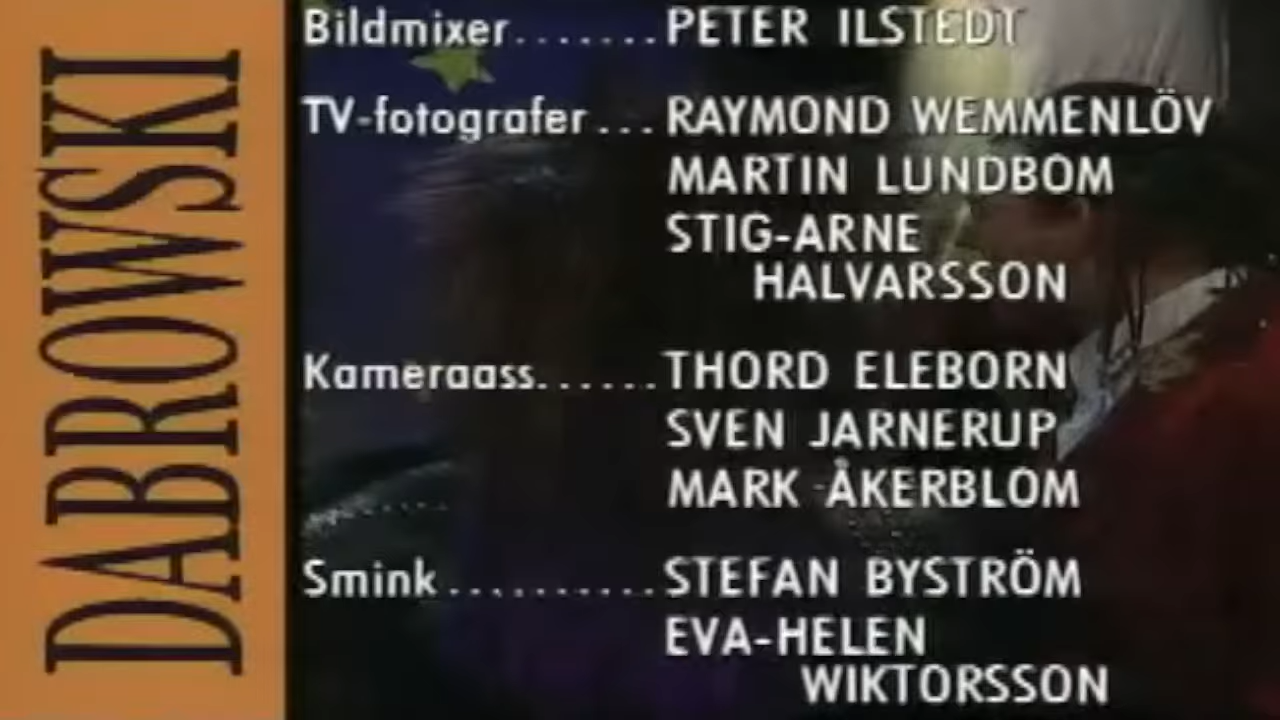 DABROWSKI
Bildmixer.......PETER ILSTEDT
TV-fotografer...RAYMOND WEMMENLÖV
MARTIN LUNDBOM
STIG-ARNE
HALVARSSON
Kameraass.......THORD ELEBORN
SVEN JARNERUP
MARK ÅKERBLOM
Smink...........STEFAN BYSTRÖM
EVA-HELEN
WIKTORSSON